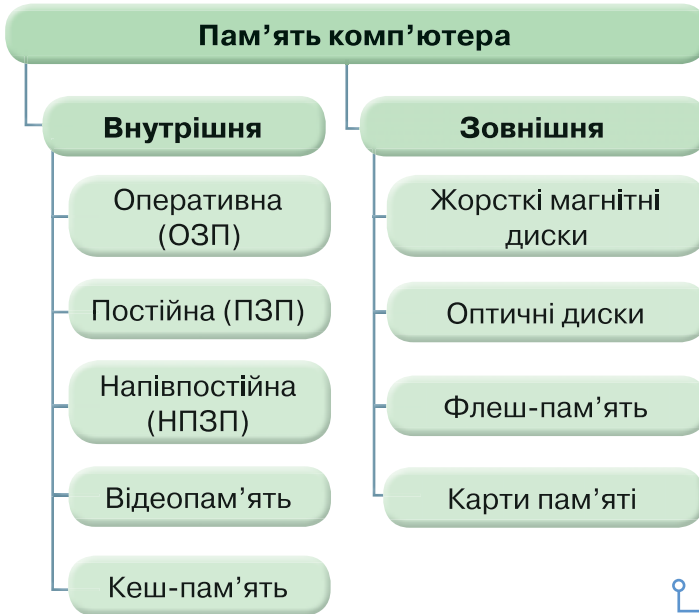 Пам’ять комп’ютера
Внутрішня
Оперативна
(ОЗП)
Постійна (ПЗП)
Напівпостійна
(НПЗП)
Відеопам’ять
Кеш-пам’ять
Зовнішня
Жорсткі магнітні
диски
Оптичні диски
Флеш-пам’ять
Карти пам’яті